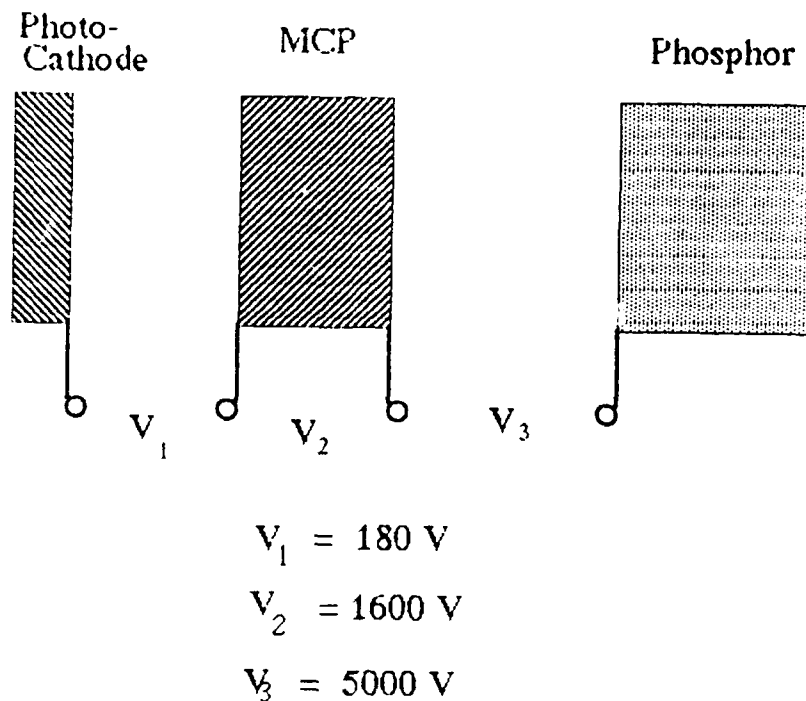 Photo-
Cathode
MCP
Phosphor
V₁
V₂
V₃
V₁ = 180 V
V₂ = 1600 V
V₃ = 5000 V